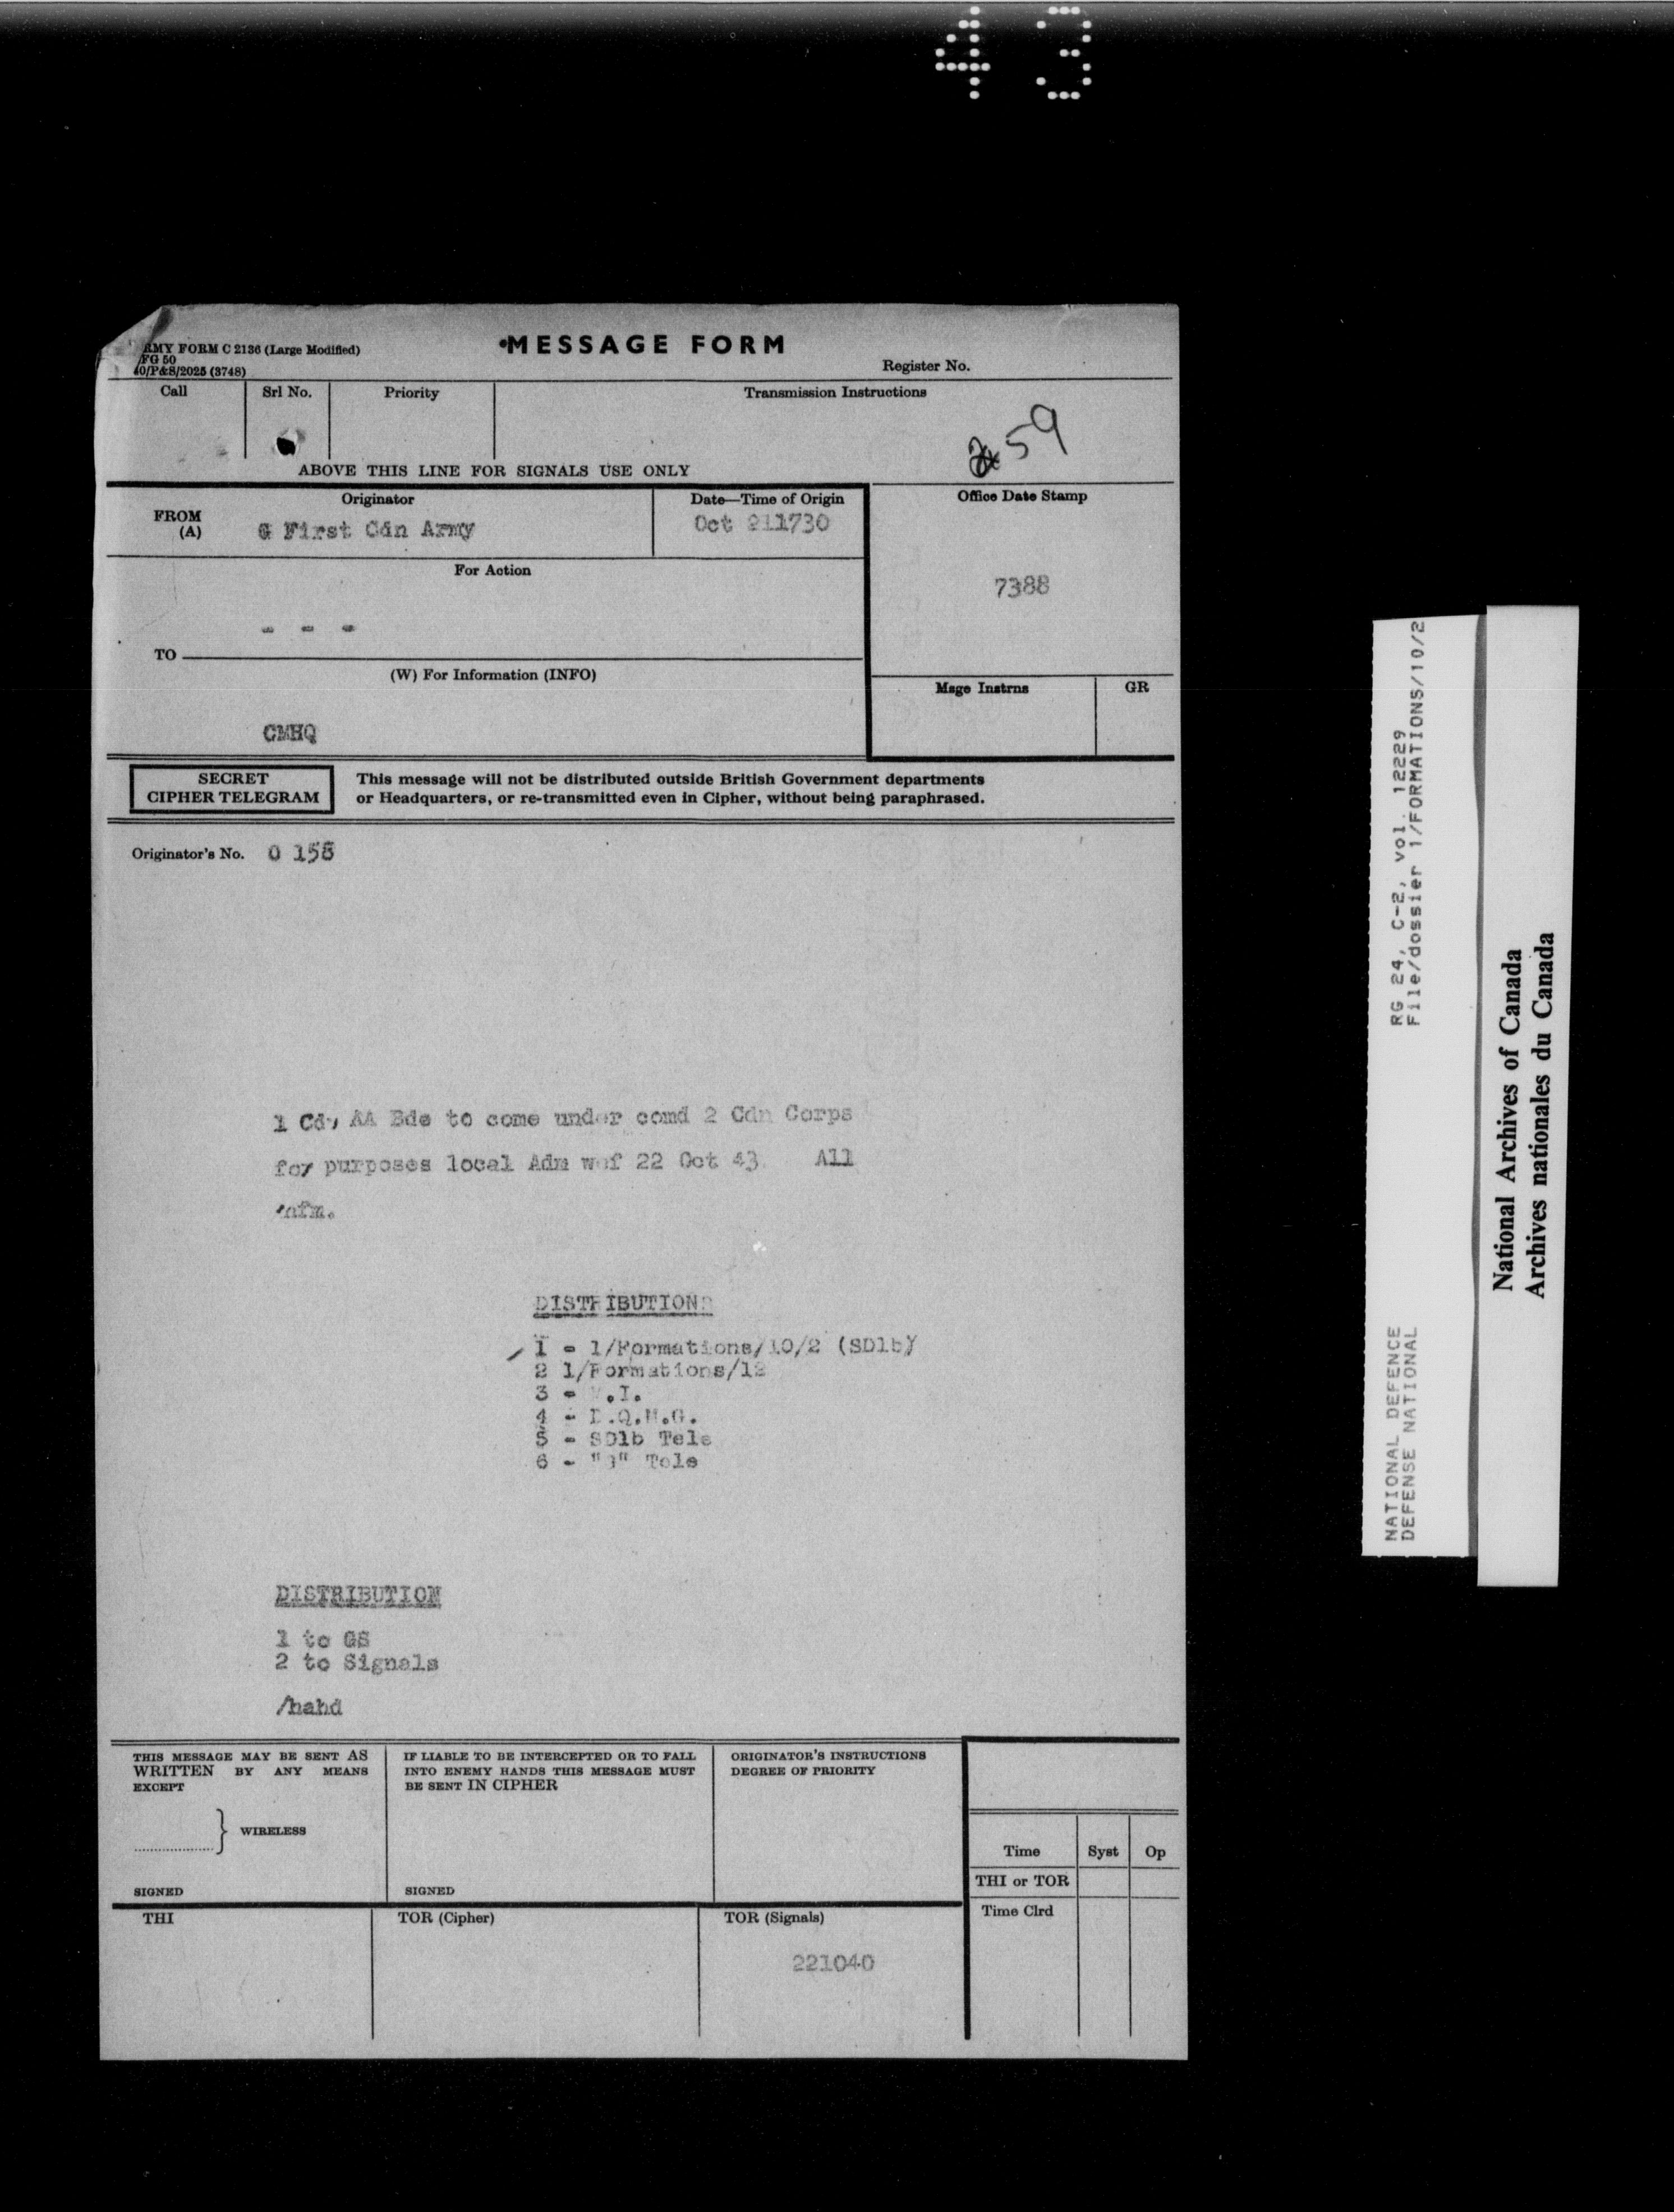 43
ARMY FORM C 2136 (Large Modified)
FG 50
40/P&S/2025 (3748)
MESSAGE FORM
Register No.
Call
Srl No.
Priority
Transmission Instructions
59
ABOVE THIS LINE FOR SIGNALS USE ONLY
FROM
(A)
Originator
G First Cdn Army
Date—Time of Origin
Oct 211730
Office Date Stamp
7388
For Action
- - -
TO
(W) For Information (INFO)
CMHQ
Msge Instrns
GR
SECRET
CIPHER TELEGRAM
This message will not be distributed outside British Government departments
or Headquarters, or re-transmitted even in Cipher, without being paraphrased.
Originator's No. O 155
1 Cdn AA Bde to come under comd 2 Cdn Corps
for purposes local Adm wef 22 Oct 43. All
infm.
DISTRIBUTION:
1 - 1/Formations/10/2 (SD1b)
2 1/Formations/12
3 - .I.
4 - D.Q.M.G.
5 - SD1b Tele
6 - Tele
DISTRIBUTION
1 to GS
2 to Signals
/hahd
THIS MESSAGE MAY BE SENT AS
WRITTEN BY ANY MEANS
EXCEPT
WIRELESS
SIGNED
IF LIABLE TO BE INTERCEPTED OR TO FALL
INTO ENEMY HANDS THIS MESSAGE MUST
BE SENT IN CIPHER
SIGNED
ORIGINATOR'S INSTRUCTIONS
DEGREE OF PRIORITY
Time
Syst
Op
THI or TOR
Time Clrd
THI
TOR (Cipher)
TOR (Signals)
221040
RG 24, C-2, vol. 12229
File/dossier 1/FORMATIONS/10/2
NATIONAL DEFENCE
DEFENSE NATIONAL
National Archives of Canada
Archives nationales du Canada